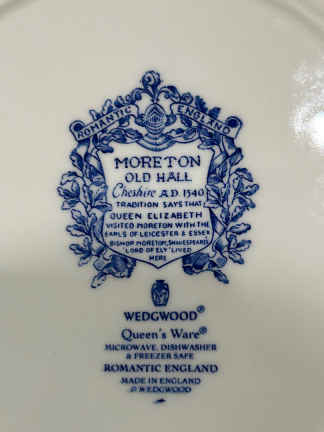 ROMANTIC ENGLAND
MORETON
OLD HALL
Cheshire A.D. 1540
TRADITION SAYS THAT
QUEEN ELIZABETH
VISITED MORETON WITH THE
EARLS OF LEICESTER & ESSEX
BISHOP MORETON, SHAKESPEARE'S
'LORD OF ELY' LIVED
HERE
WEDGWOOD®
Queen's Ware®
MICROWAVE, DISHWASHER
& FREEZER SAFE
ROMANTIC ENGLAND
MADE IN ENGLAND
© WEDGWOOD